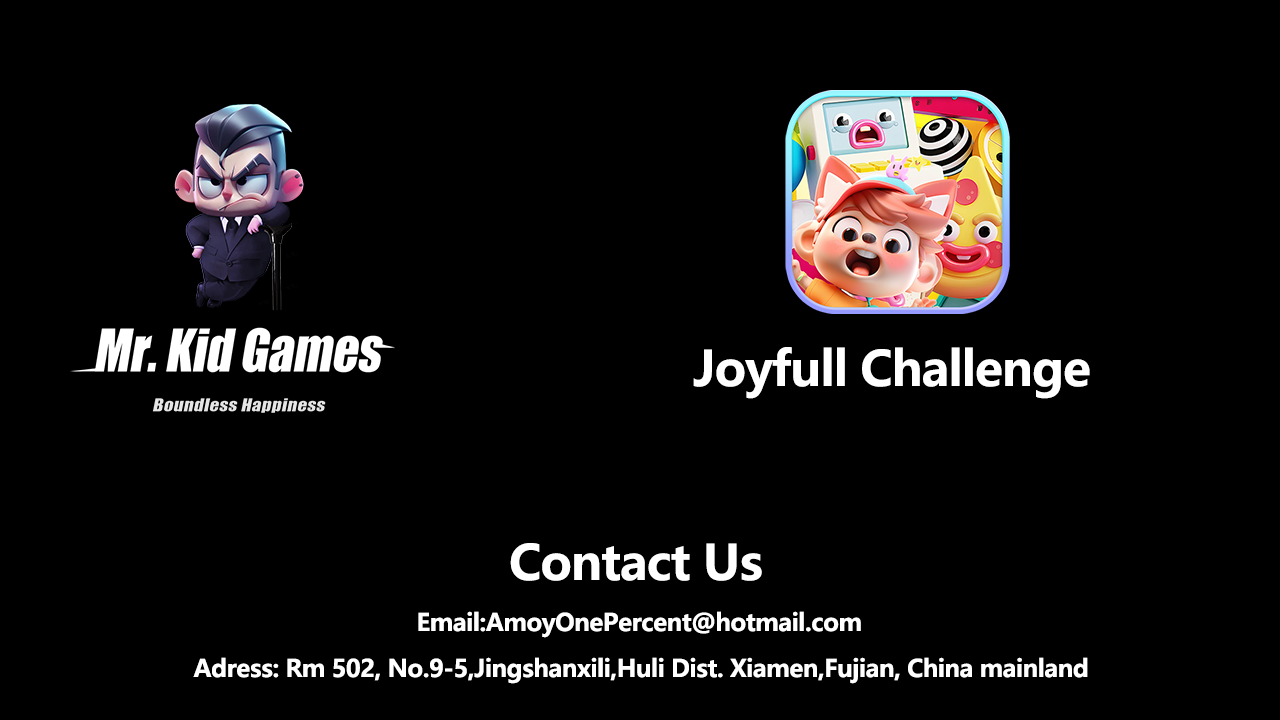 Mr. Kid Games
Boundless Happiness
Joyfull Challenge
Contact Us
Email:AmoyOnePercent@hotmail.com
Adress: Rm 502, No.9-5,Jingshanxili,Huli Dist. Xiamen,Fujian, China mainland